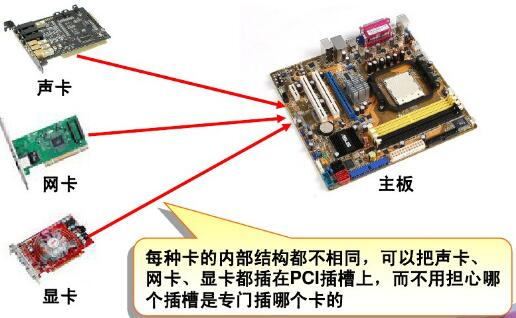 声卡
网卡
主板
显卡
每种卡的内部结构都不相同，可以把声卡、
网卡、显卡都插在PCI插槽上，而不用担心哪
个插槽是专门插哪个卡的